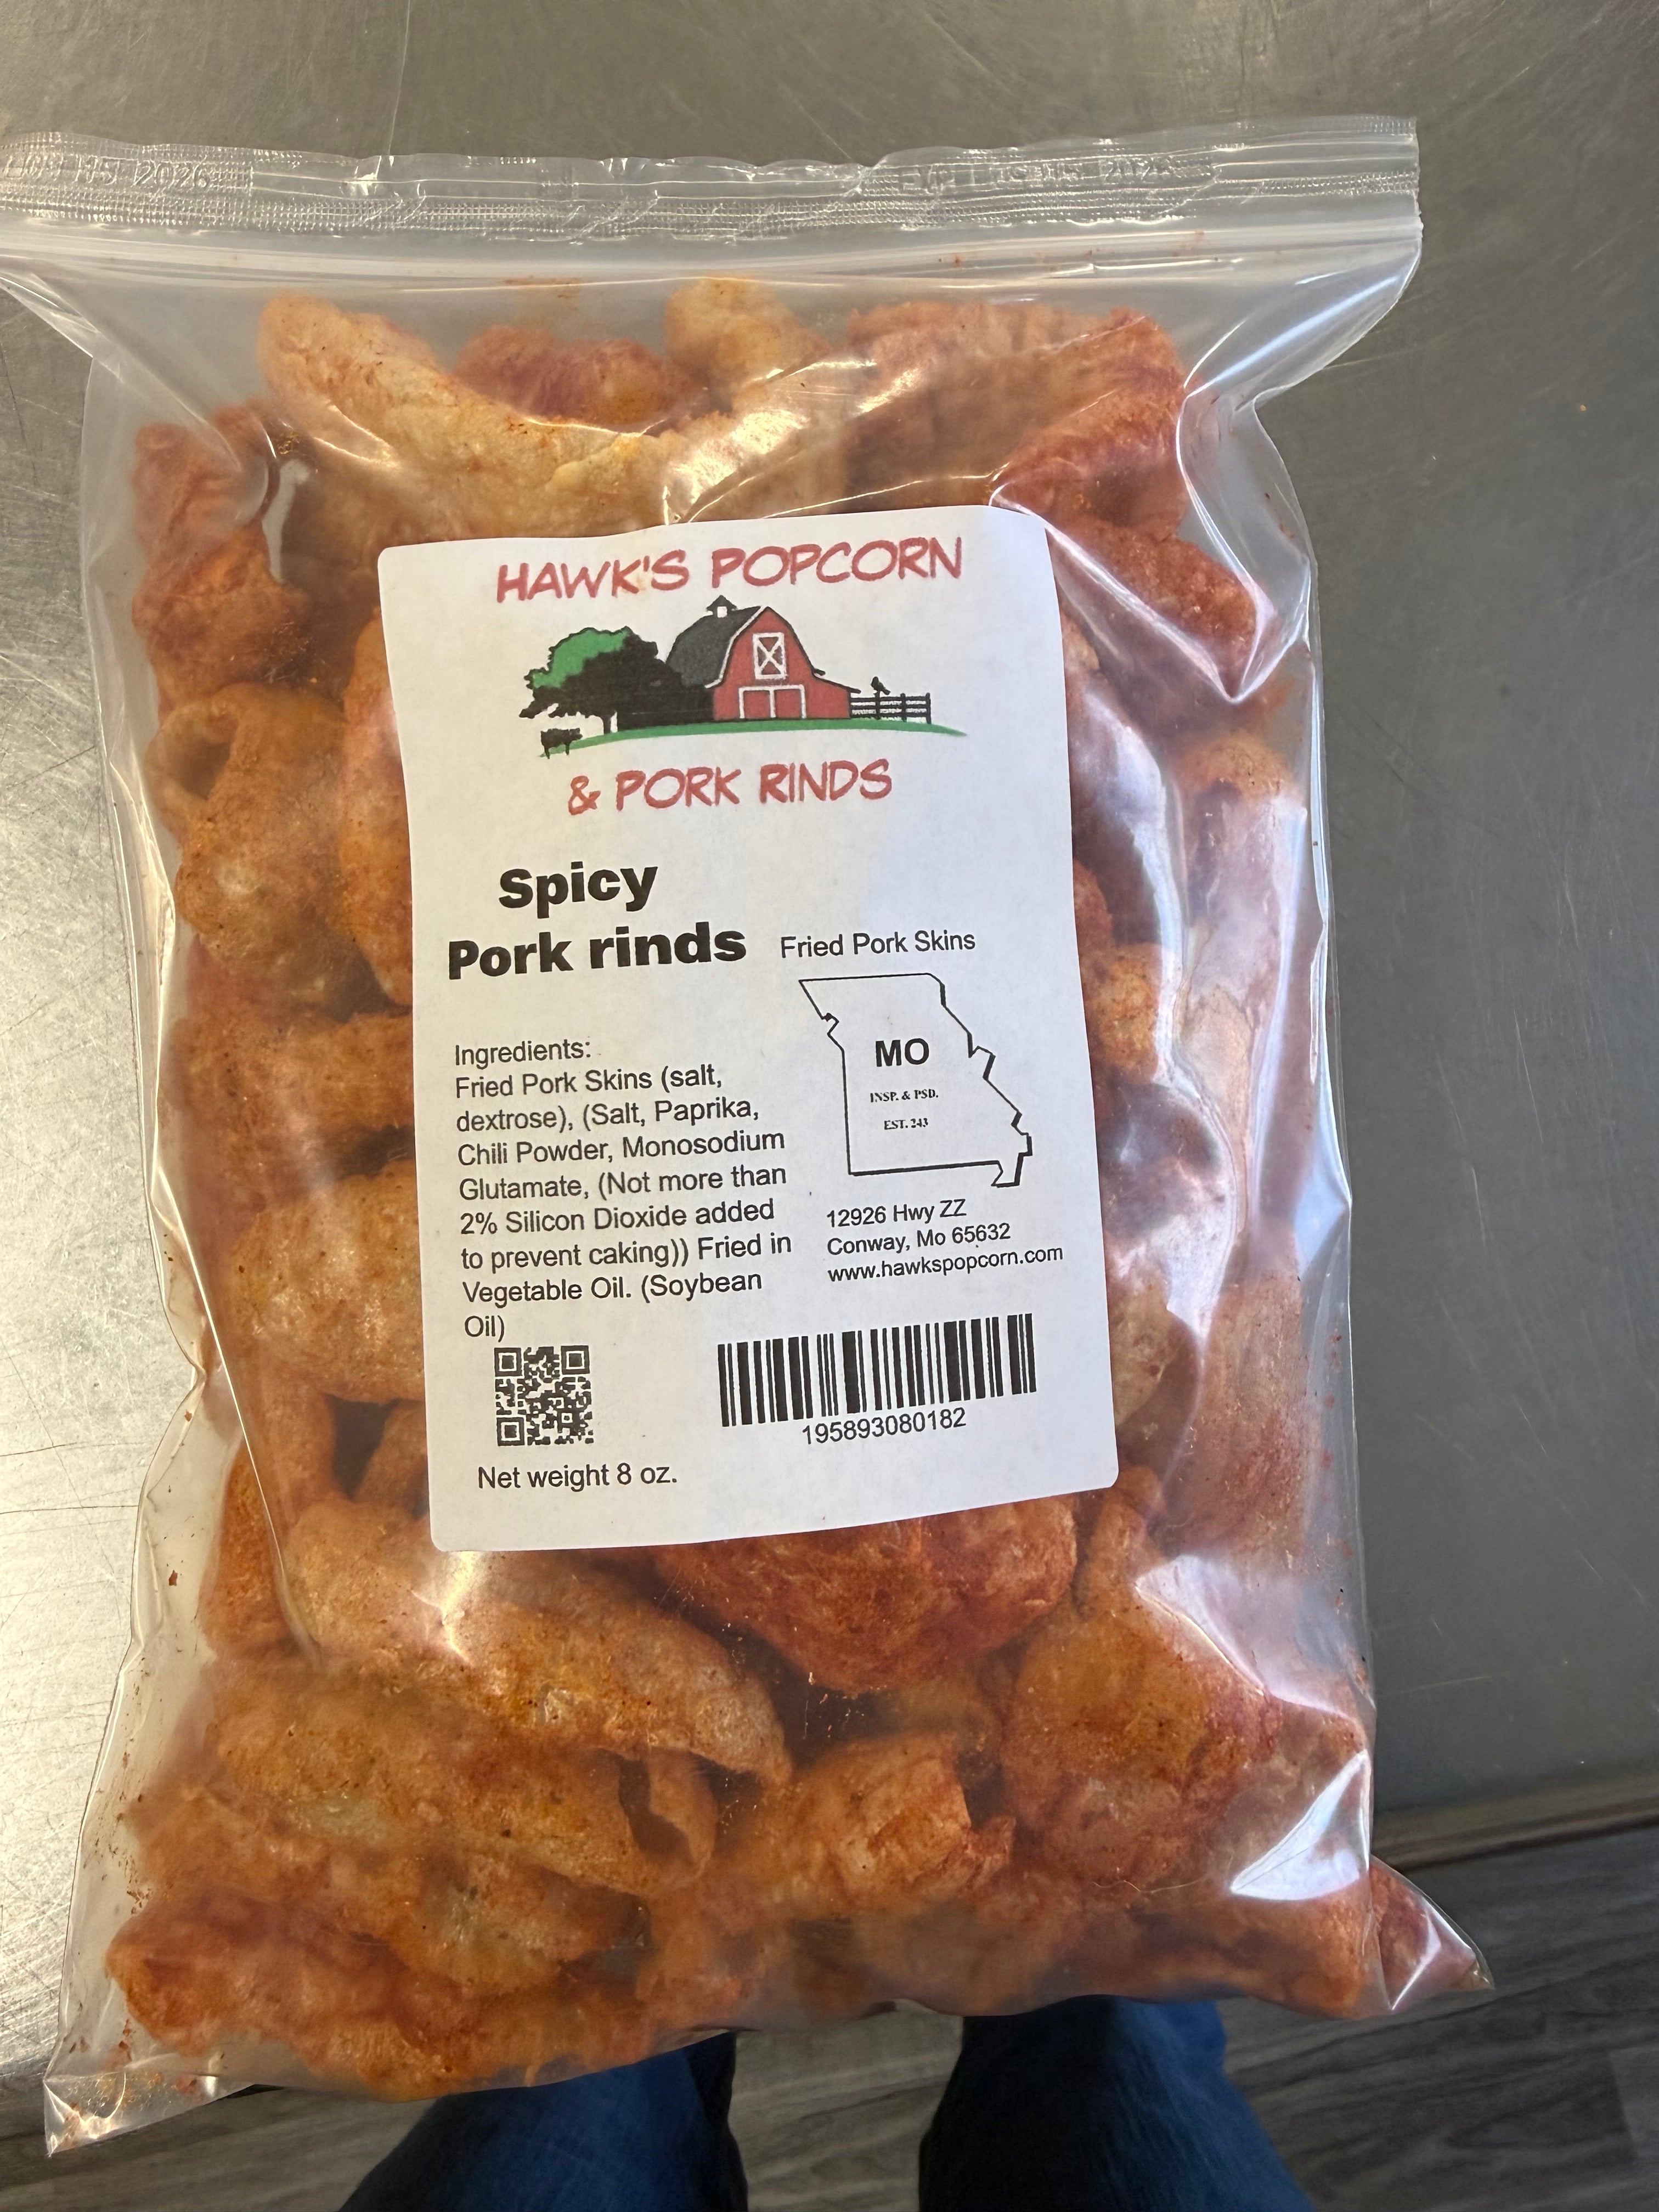 2026
2026
HAWK'S POPCORN
& PORK RINDS
Spicy
Pork rinds
Fried Pork Skins
Ingredients:
Fried Pork Skins (salt,
dextrose), (Salt, Paprika,
Chili Powder, Monosodium
Glutamate, (Not more than
2% Silicon Dioxide added
to prevent caking)) Fried in
Vegetable Oil. (Soybean
Oil)
MO
INSP. & PSD.
EST. 243
12926 Hwy ZZ
Conway, Mo 65632
www.hawkspopcorn.com
195893080182
Net weight 8 oz.